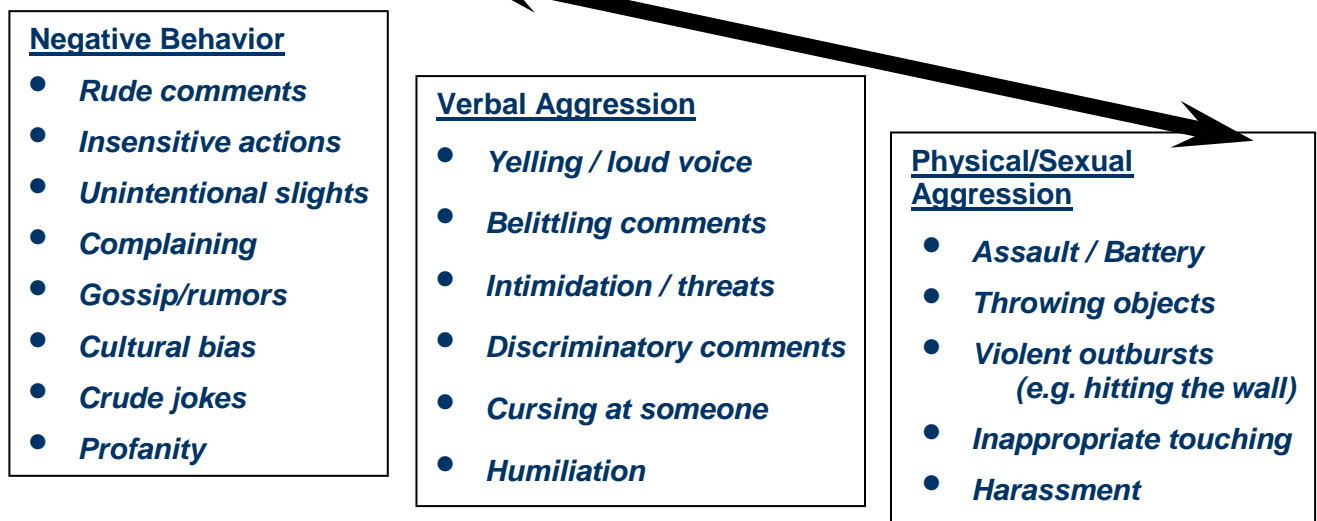 Negative Behavior
• Rude comments
• Insensitive actions
• Unintentional slights
• Complaining
• Gossip/rumors
• Cultural bias
• Crude jokes
• Profanity
Verbal Aggression
• Yelling / loud voice
• Belittling comments
• Intimidation / threats
• Discriminatory comments
• Cursing at someone
• Humiliation
Physical/Sexual
Aggression
• Assault / Battery
• Throwing objects
• Violent outbursts
(e.g. hitting the wall)
• Inappropriate touching
• Harassment